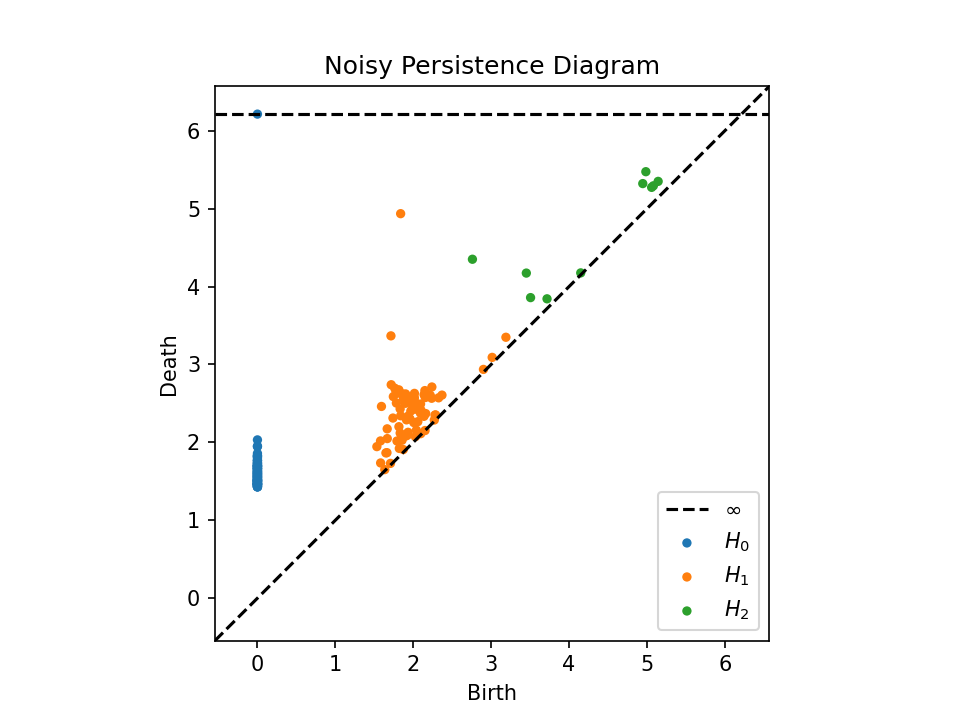 Noisy Persistence Diagram
Death
6
5
4
3
2
1
0
0 1 2 3 4 5 6
Birth
∞
H₀
H₁
H₂